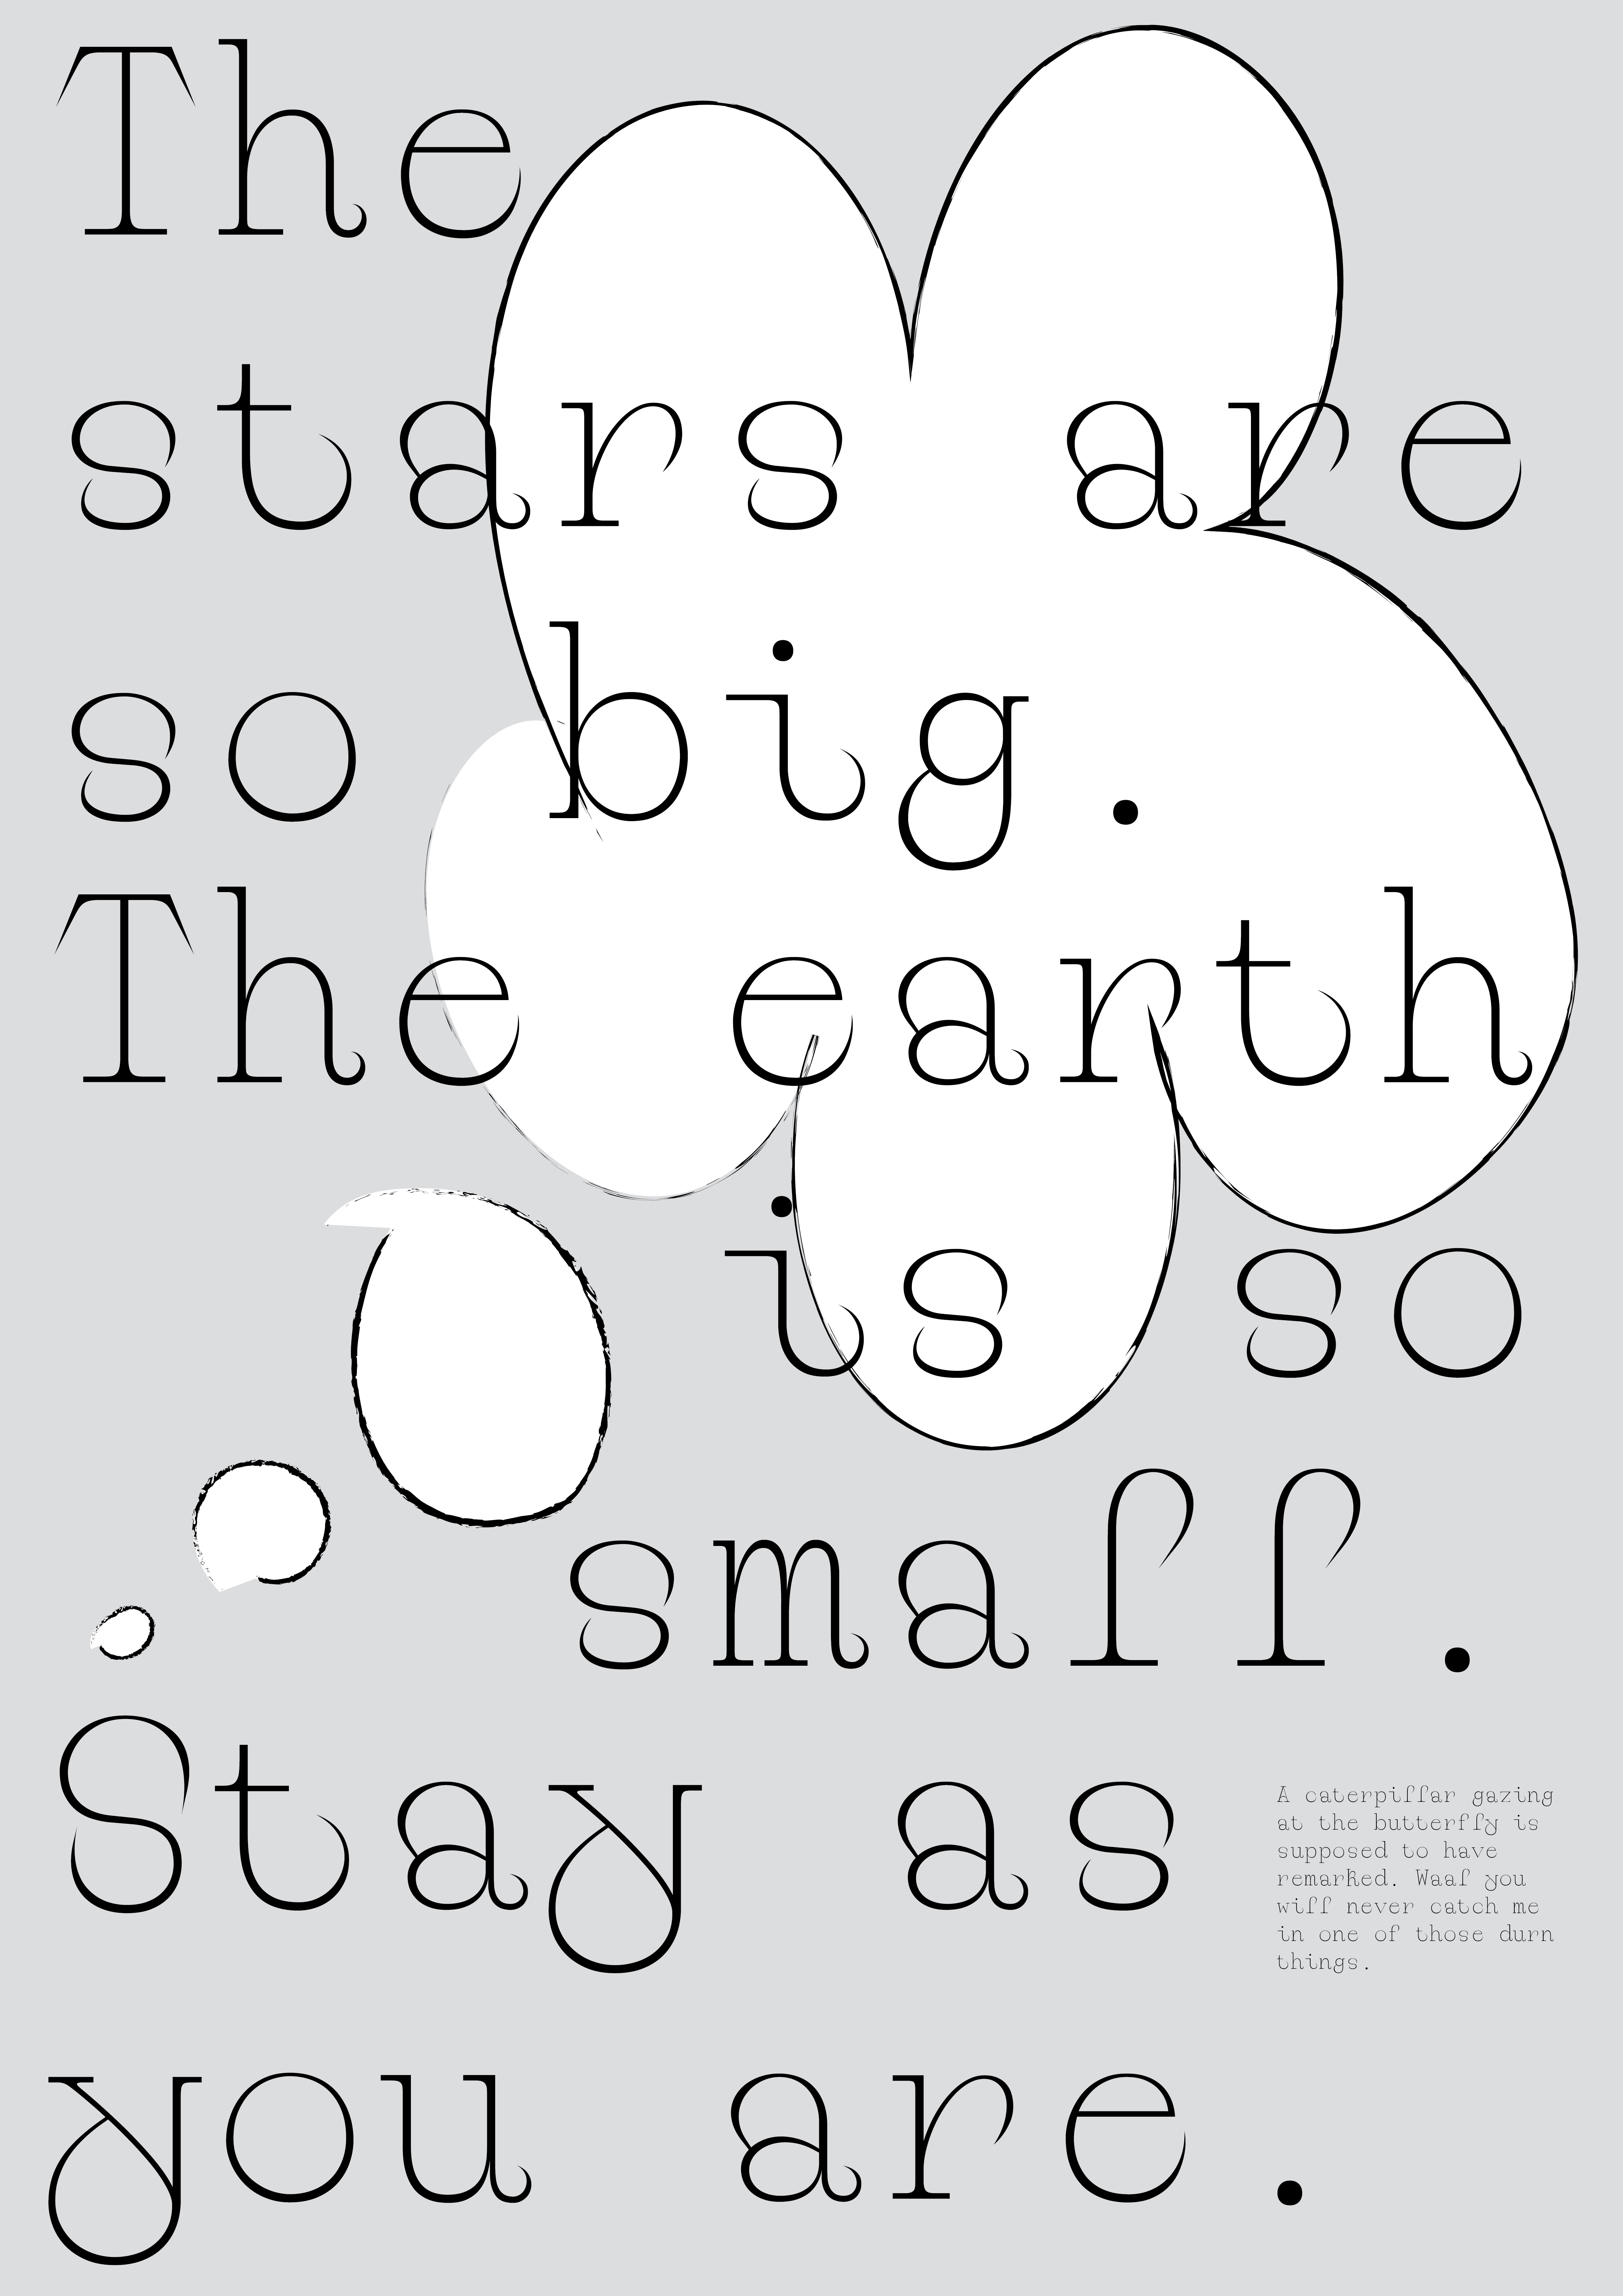 The
stars are
so big.
The earth
is so
small.
Stay as
you are.
A caterpillar gazing
at the butterfly is
supposed to have
remarked. Waal you
will never catch me
in one of those durn
things.